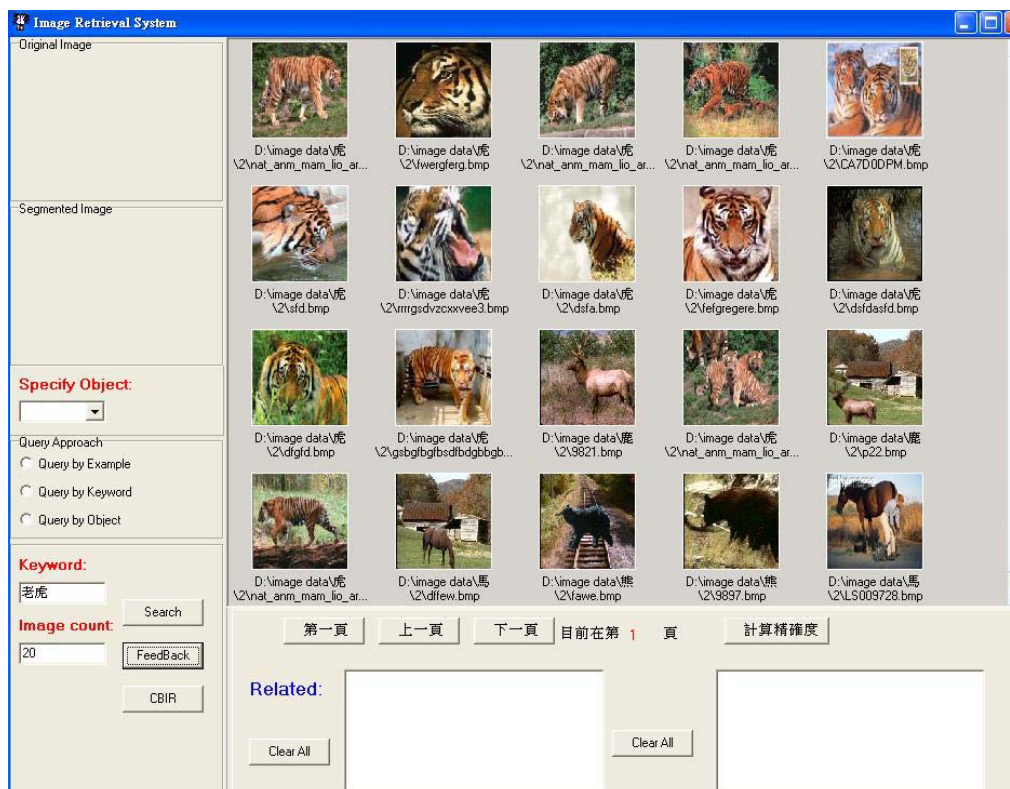 Image Retrieval System
Original Image
Segmented Image
Specify Object:
Query Approach
Query by Example
Query by Keyword
Query by Object
Keyword:
老虎
Search
Image count:
20
FeedBack
CBIR
D:\image data\虎
\2\nat_anm_mam_lio_ar...
D:\image data\虎
\2\fwergferg.bmp
D:\image data\虎
\2\nat_anm_mam_lio_ar...
D:\image data\虎
\2\nat_anm_mam_lio_ar...
D:\image data\虎
\2\CA7D0DPM.bmp
D:\image data\虎
\2\sfd.bmp
D:\image data\虎
\2\rrrrgsdvzcxxvee3.bmp
D:\image data\虎
\2\dsfa.bmp
D:\image data\虎
\2\fefgregere.bmp
D:\image data\虎
\2\dsfdasfd.bmp
D:\image data\虎
\2\dfgfd.bmp
D:\image data\虎
\2\gsbgfbgfbsdfbdgbbgb...
D:\image data\鹿
\2\9821.bmp
D:\image data\虎
\2\nat_anm_mam_lio_ar...
D:\image data\鹿
\2\p22.bmp
D:\image data\虎
\2\nat_anm_mam_lio_ar...
D:\image data\馬
\2\dffew.bmp
D:\image data\熊
\2\fawe.bmp
D:\image data\熊
\2\9897.bmp
D:\image data\馬
\2\LS009728.bmp
第一頁 上一頁 下一頁 目前在第 1 頁 計算精確度
Related:
Clear All
Clear All